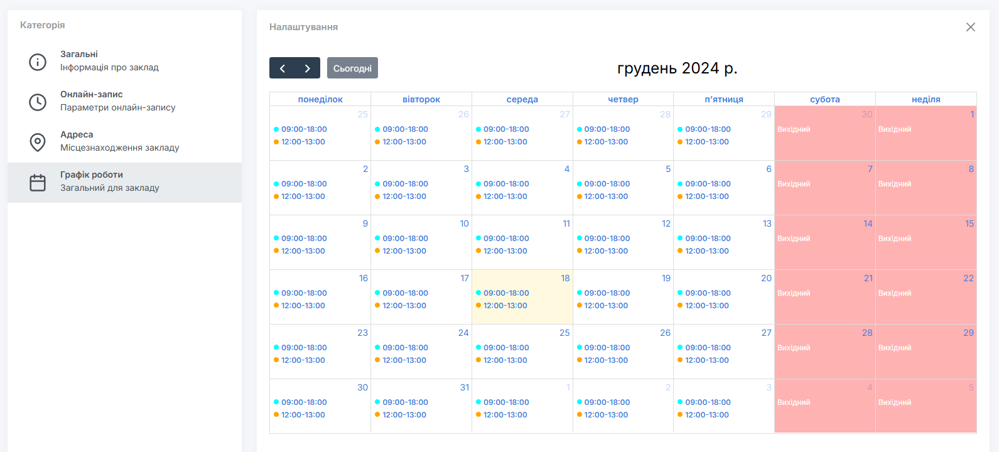 Категорія
Загальні
Інформація про заклад
Онлайн-запис
Параметри онлайн-запису
Адреса
Місцезнаходження закладу
Графік роботи
Загальний для закладу
Налаштування
Сьогодні
грудень 2024 р.
понеділок вівторок середа четвер пʼятниця субота неділя
25 26 27 28 29 30 1
09:00-18:00 09:00-18:00 09:00-18:00 09:00-18:00 09:00-18:00 Вихідний Вихідний
12:00-13:00 12:00-13:00 12:00-13:00 12:00-13:00 12:00-13:00
2 3 4 5 6 7 8
09:00-18:00 09:00-18:00 09:00-18:00 09:00-18:00 09:00-18:00 Вихідний Вихідний
12:00-13:00 12:00-13:00 12:00-13:00 12:00-13:00 12:00-13:00
9 10 11 12 13 14 15
09:00-18:00 09:00-18:00 09:00-18:00 09:00-18:00 09:00-18:00 Вихідний Вихідний
12:00-13:00 12:00-13:00 12:00-13:00 12:00-13:00 12:00-13:00
16 17 18 19 20 21 22
09:00-18:00 09:00-18:00 09:00-18:00 09:00-18:00 09:00-18:00 Вихідний Вихідний
12:00-13:00 12:00-13:00 12:00-13:00 12:00-13:00 12:00-13:00
23 24 25 26 27 28 29
09:00-18:00 09:00-18:00 09:00-18:00 09:00-18:00 09:00-18:00 Вихідний Вихідний
12:00-13:00 12:00-13:00 12:00-13:00 12:00-13:00 12:00-13:00
30 31 1 2 3 4 5
09:00-18:00 09:00-18:00 09:00-18:00 09:00-18:00 09:00-18:00 Вихідний Вихідний
12:00-13:00 12:00-13:00 12:00-13:00 12:00-13:00 12:00-13:00